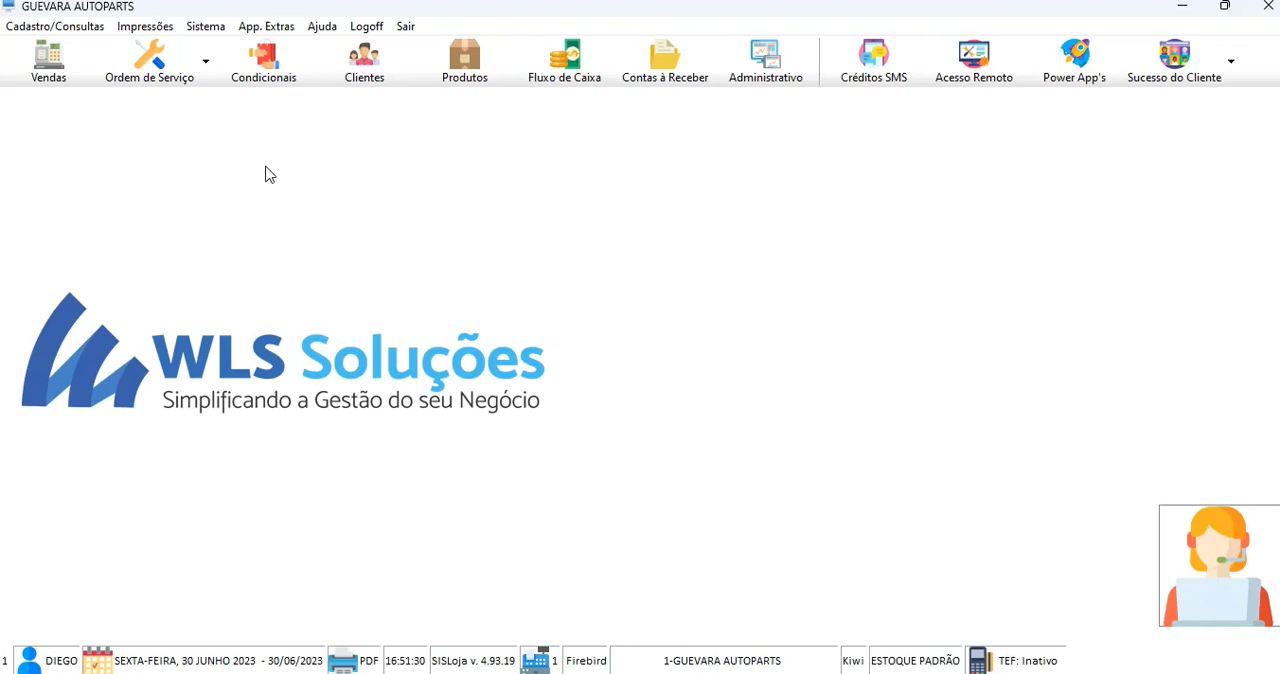 GUEVARA AUTOPARTS
Cadastro/Consultas Impressões Sistema App. Extras Ajuda Logoff Sair
Vendas Ordem de Serviço Condicionais Clientes Produtos Fluxo de Caixa Contas à Receber Administrativo Créditos SMS Acesso Remoto Power App's Sucesso do Cliente
WLS Soluções
Simplificando a Gestão do seu Negócio
1 DIEGO SEXTA-FEIRA, 30 JUNHO 2023 - 30/06/2023 PDF 16:51:30 SISLoja v. 4.93.19 1 Firebird 1-GUEVARA AUTOPARTS Kiwi ESTOQUE PADRÃO TEF: Inativo